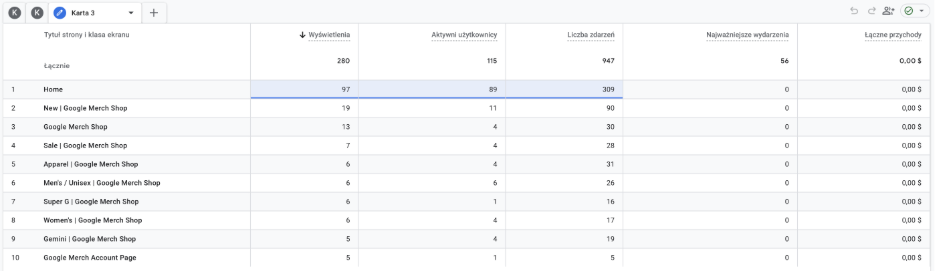 K K Karta 3
Tytuł strony i klasa ekranu Wyświetlenia Aktywni użytkownicy Liczba zdarzeń Najważniejsze wydarzenia Łączne przychody
Łącznie 280 115 947 56 0,00 $
1 Home 97 89 309 0 0,00 $
2 New | Google Merch Shop 19 11 90 0 0,00 $
3 Google Merch Shop 13 4 30 0 0,00 $
4 Sale | Google Merch Shop 7 4 28 0 0,00 $
5 Apparel | Google Merch Shop 6 4 31 0 0,00 $
6 Men's / Unisex | Google Merch Shop 6 6 26 0 0,00 $
7 Super G | Google Merch Shop 6 1 16 0 0,00 $
8 Women's | Google Merch Shop 6 4 17 0 0,00 $
9 Gemini | Google Merch Shop 5 4 19 0 0,00 $
10 Google Merch Account Page 5 1 5 0 0,00 $